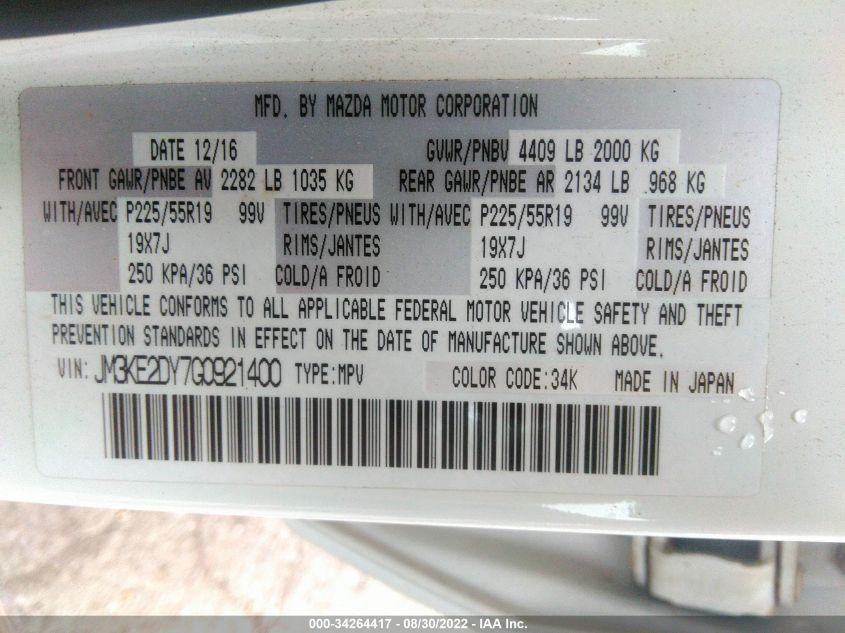 MFD. BY MAZDA MOTOR CORPORATION
DATE 12/16 GVWR/PNBV 4409 LB 2000 KG
FRONT GAWR/PNBE AV 2282 LB 1035 KG REAR GAWR/PNBE AR 2134 LB 968 KG
WITH/AVEC P225/55R19 99V TIRES/PNEUS WITH/AVEC P225/55R19 99V TIRES/PNEUS
19X7J RIMS/JANTES 19X7J RIMS/JANTES
250 KPA/36 PSI COLD/A FROID 250 KPA/36 PSI COLD/A FROID
THIS VEHICLE CONFORMS TO ALL APPLICABLE FEDERAL MOTOR VEHICLE SAFETY AND THEFT
PREVENTION STANDARDS IN EFFECT ON THE DATE OF MANUFACTURE SHOWN ABOVE.
VIN: JM3KE2DY7G0921400 TYPE:MPV COLOR CODE:34K MADE IN JAPAN
000-34264417 - 08/30/2022 - IAA Inc.